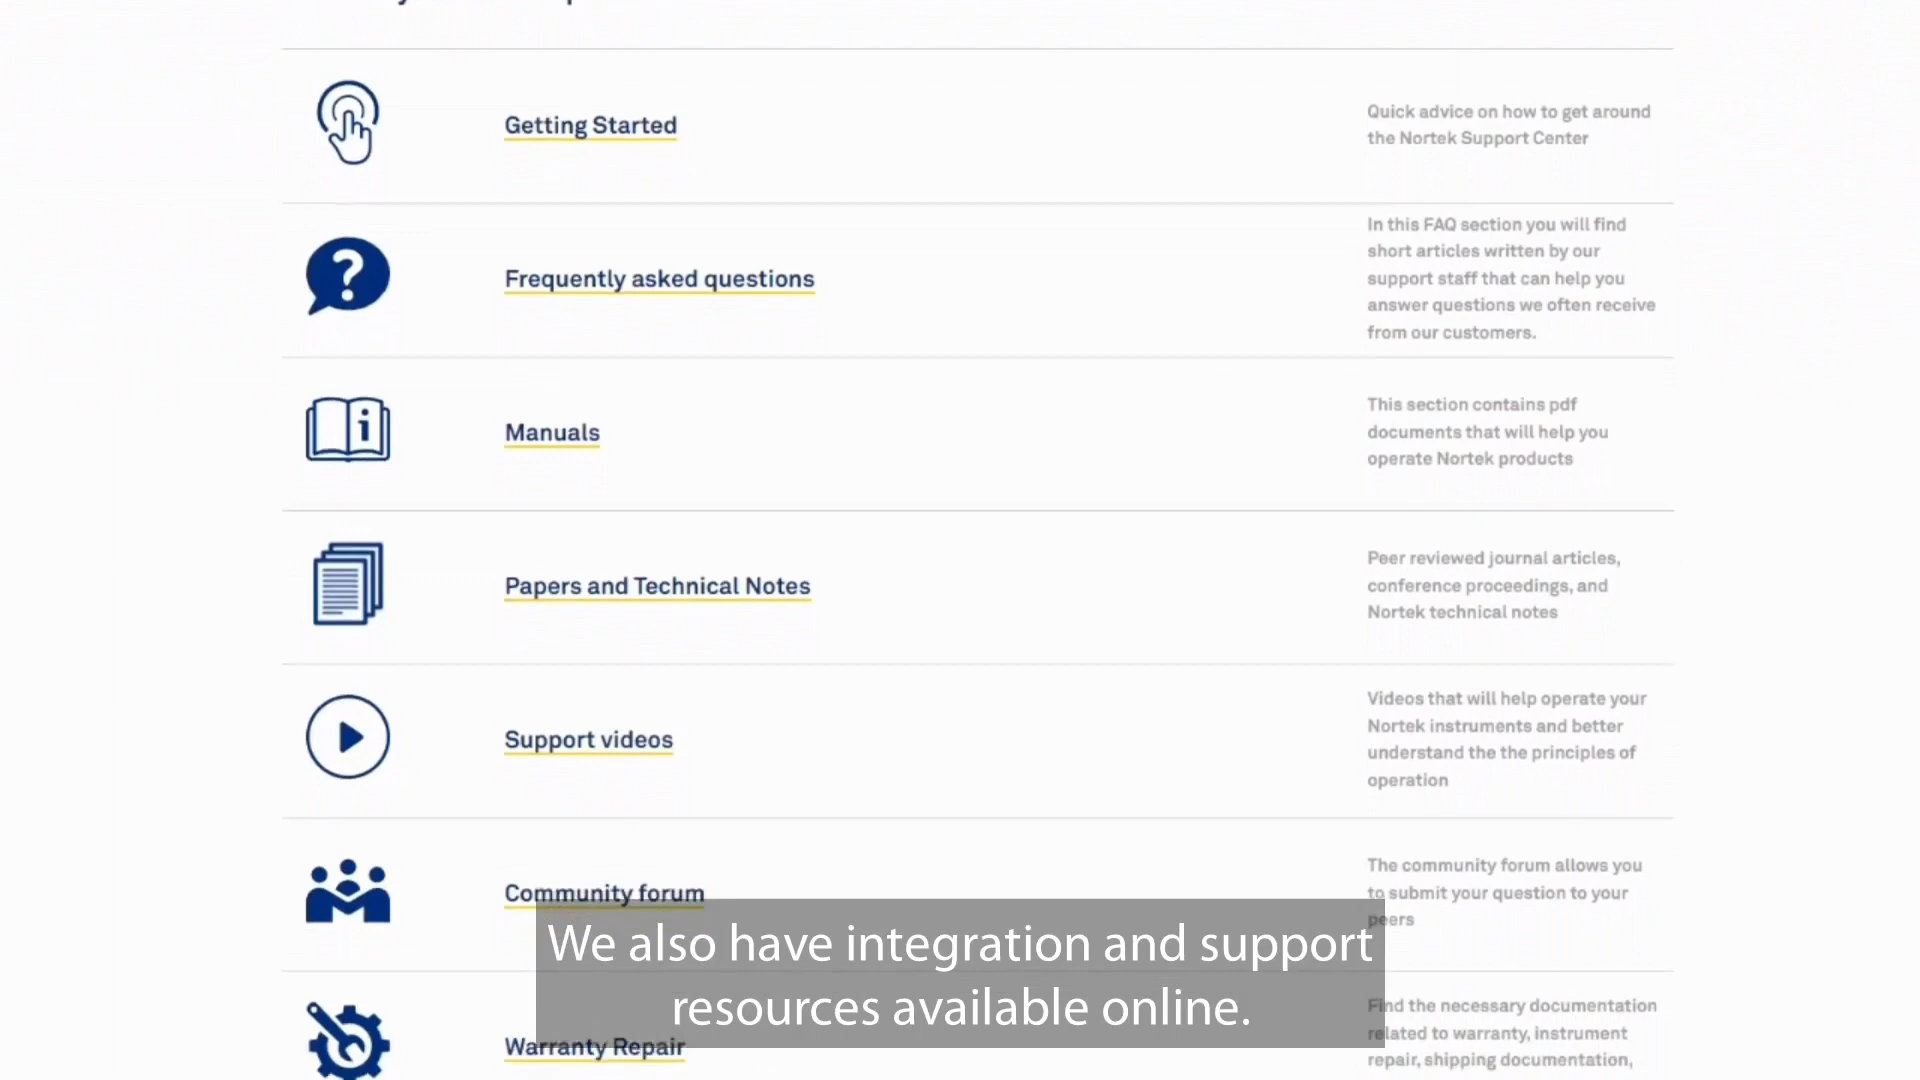 Getting Started
Quick advice on how to get around
the Nortek Support Center
Frequently asked questions
In this FAQ section you will find
short articles written by our
support staff that can help you
answer questions we often receive
from our customers.
Manuals
This section contains pdf
documents that will help you
operate Nortek products
Papers and Technical Notes
Peer reviewed journal articles,
conference proceedings, and
Nortek technical notes
Support videos
Videos that will help operate your
Nortek instruments and better
understand the the principles of
operation
Community forum
The community forum allows you
to submit your question to your
peers
We also have integration and support
resources available online.
Warranty Repair
Find the necessary documentation
related to warranty, instrument
repair, shipping documentation,